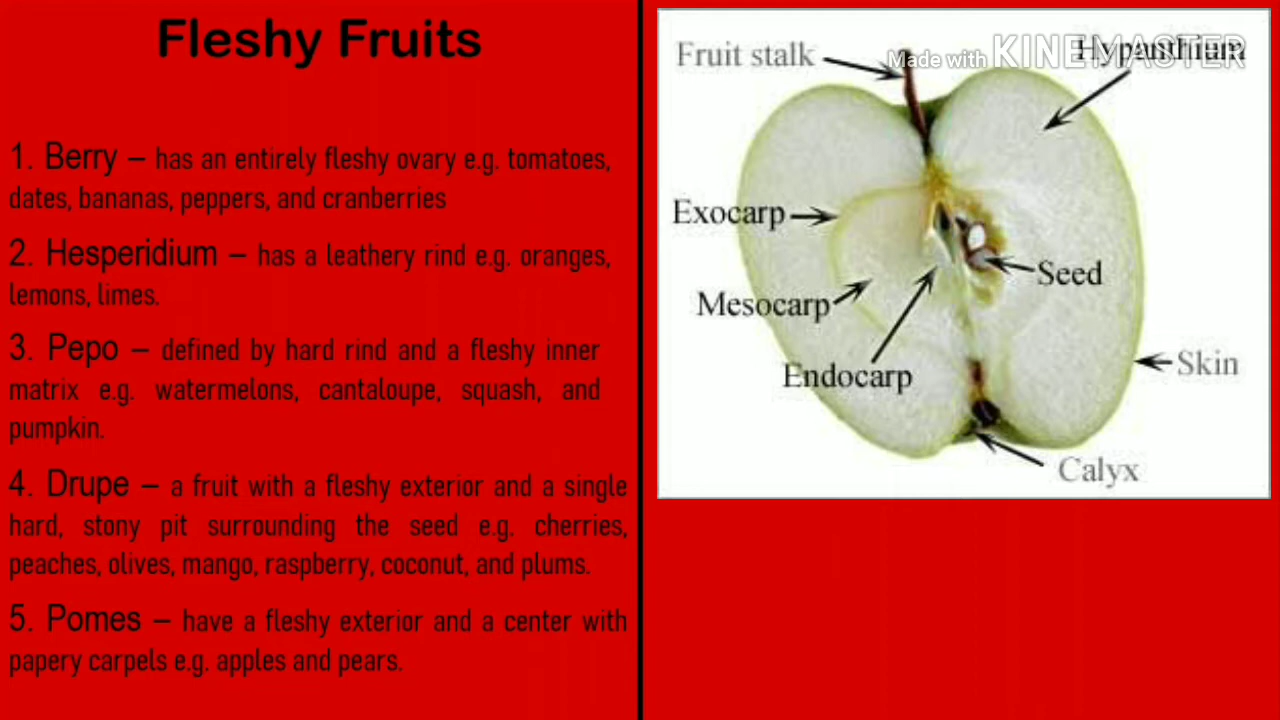 Fleshy Fruits
1. Berry – has an entirely fleshy ovary e.g. tomatoes,
dates, bananas, peppers, and cranberries
2. Hesperidium – has a leathery rind e.g. oranges,
lemons, limes.
3. Pepo – defined by hard rind and a fleshy inner
matrix e.g. watermelons, cantaloupe, squash, and
pumpkin.
4. Drupe – a fruit with a fleshy exterior and a single
hard, stony pit surrounding the seed e.g. cherries,
peaches, olives, mango, raspberry, coconut, and plums.
5. Pomes – have a fleshy exterior and a center with
papery carpels e.g. apples and pears.
Fruit stalk
Made with KINEMASTER
Hypanthium
Exocarp
Seed
Mesocarp
Endocarp
Skin
Calyx